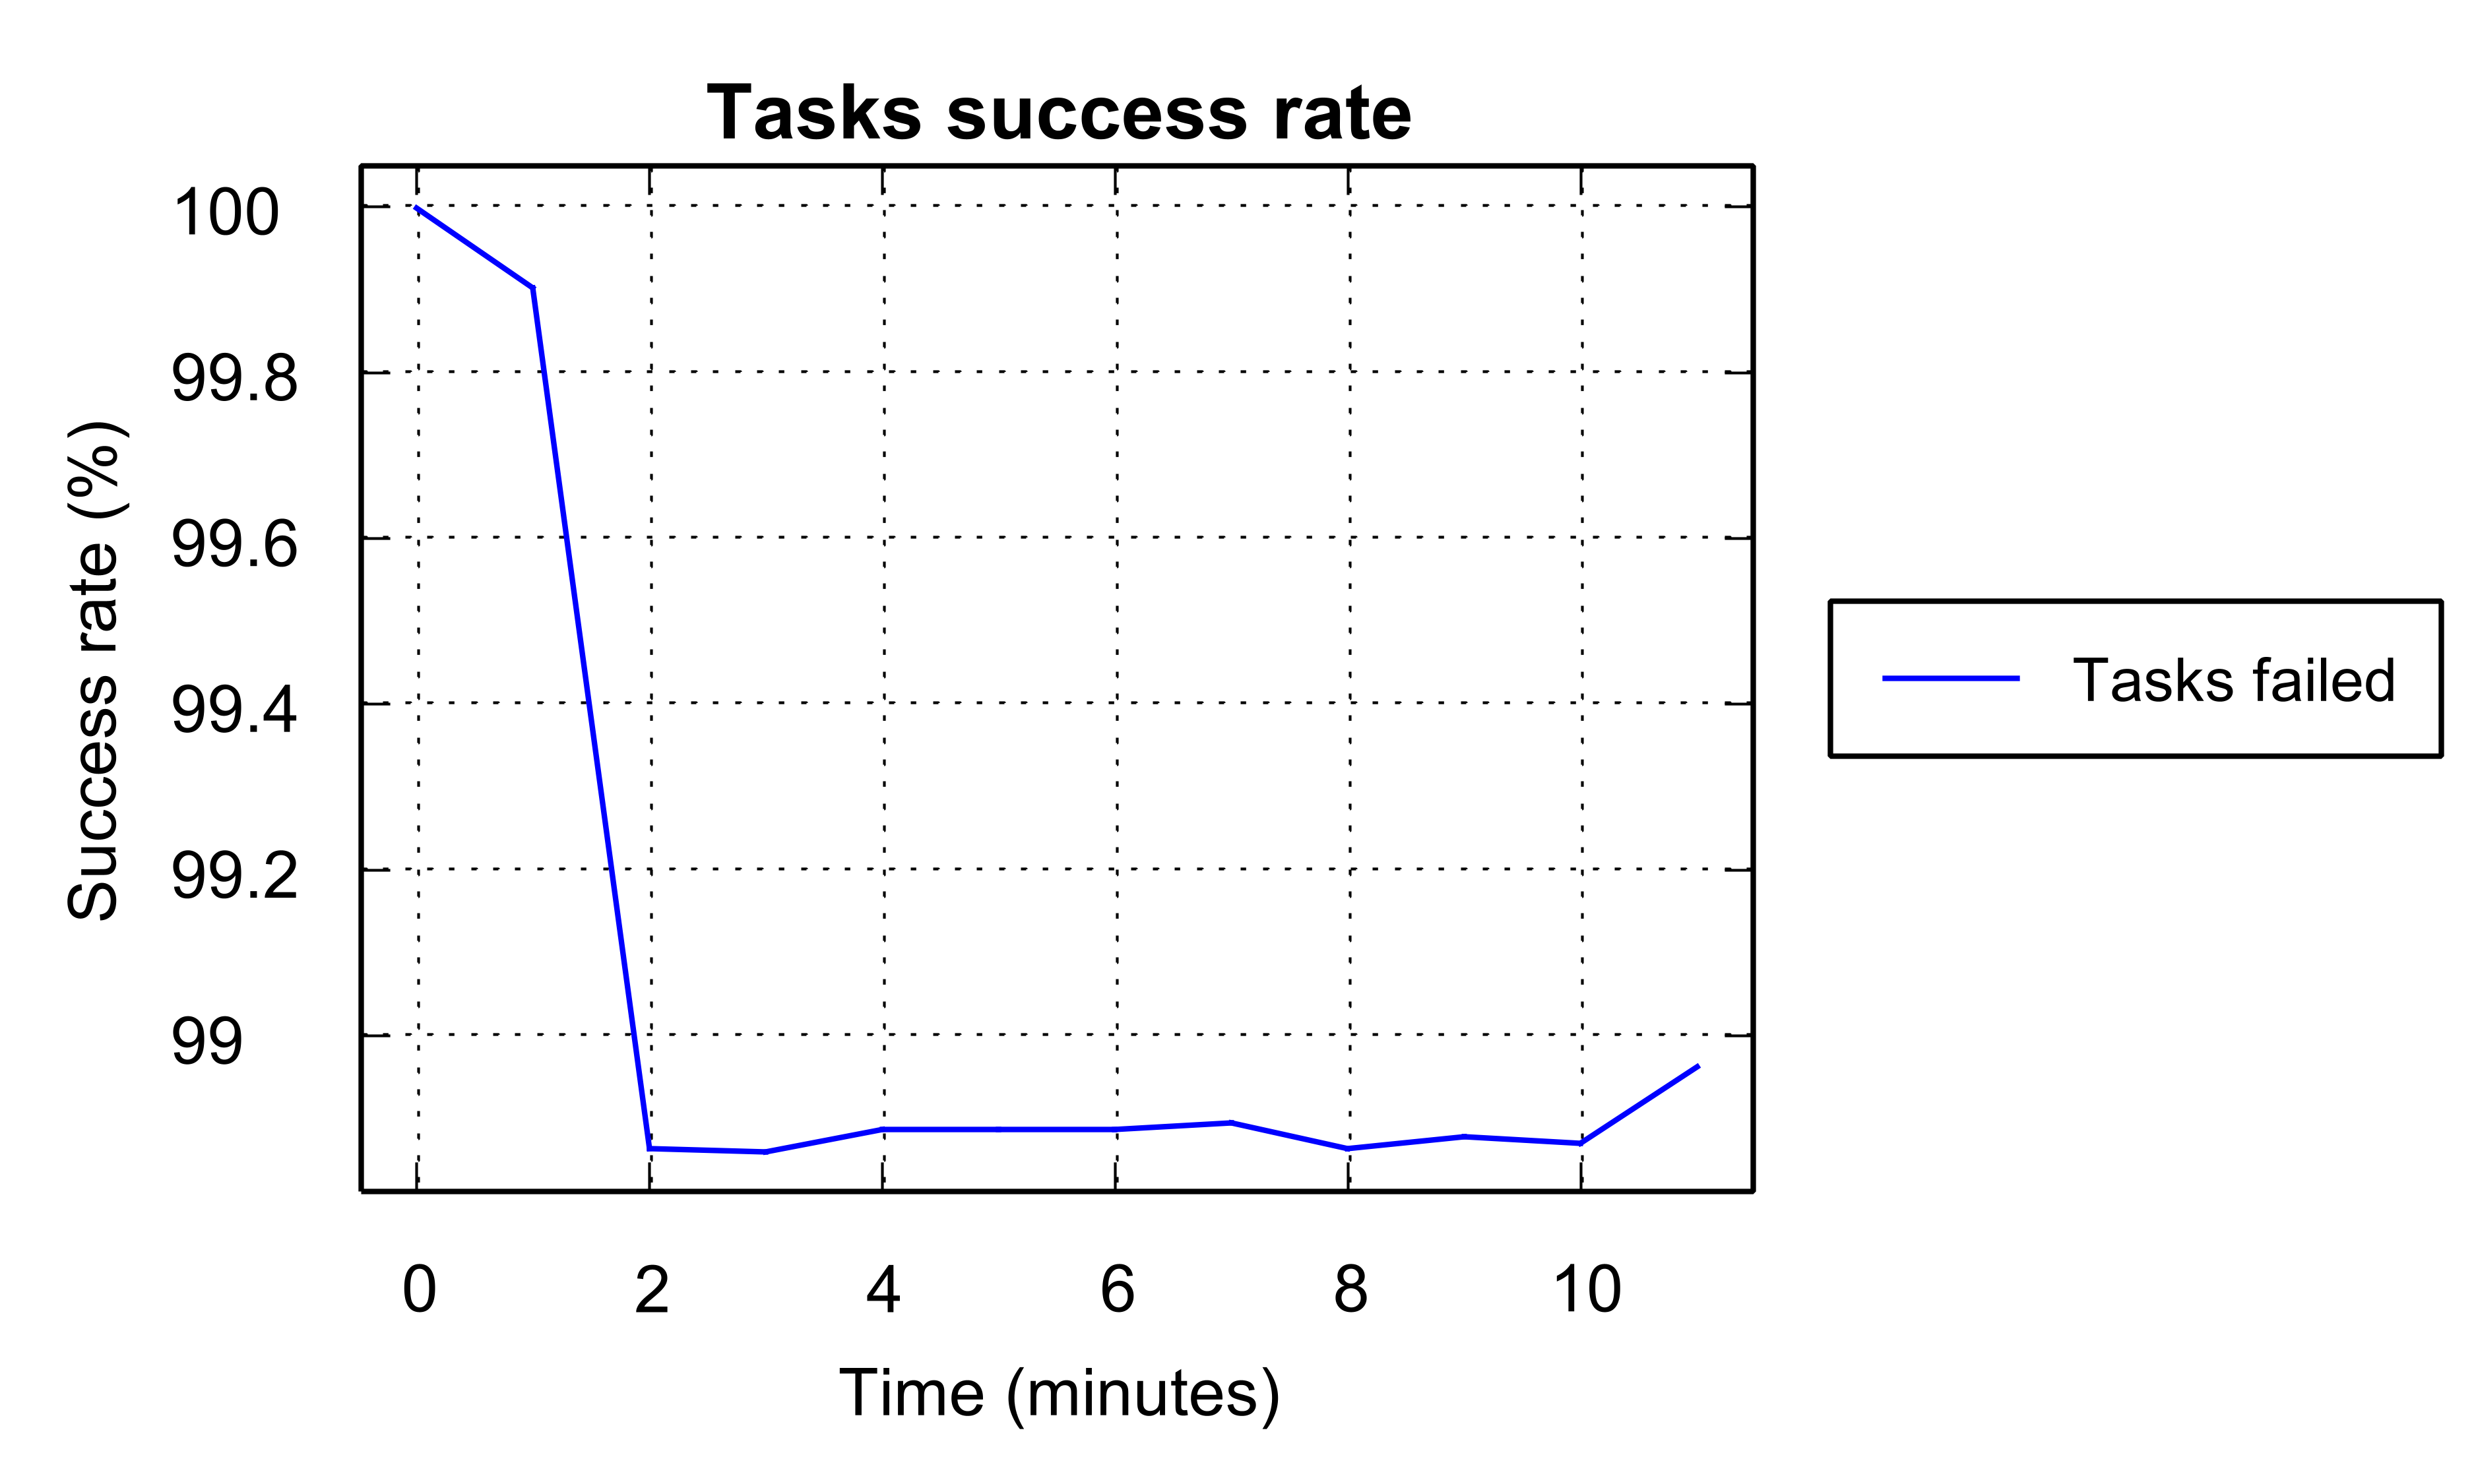 Tasks success rate
100
99.8
99.6
99.4
99.2
99
Success rate (%)
Tasks failed
0 2 4 6 8 10
Time (minutes)